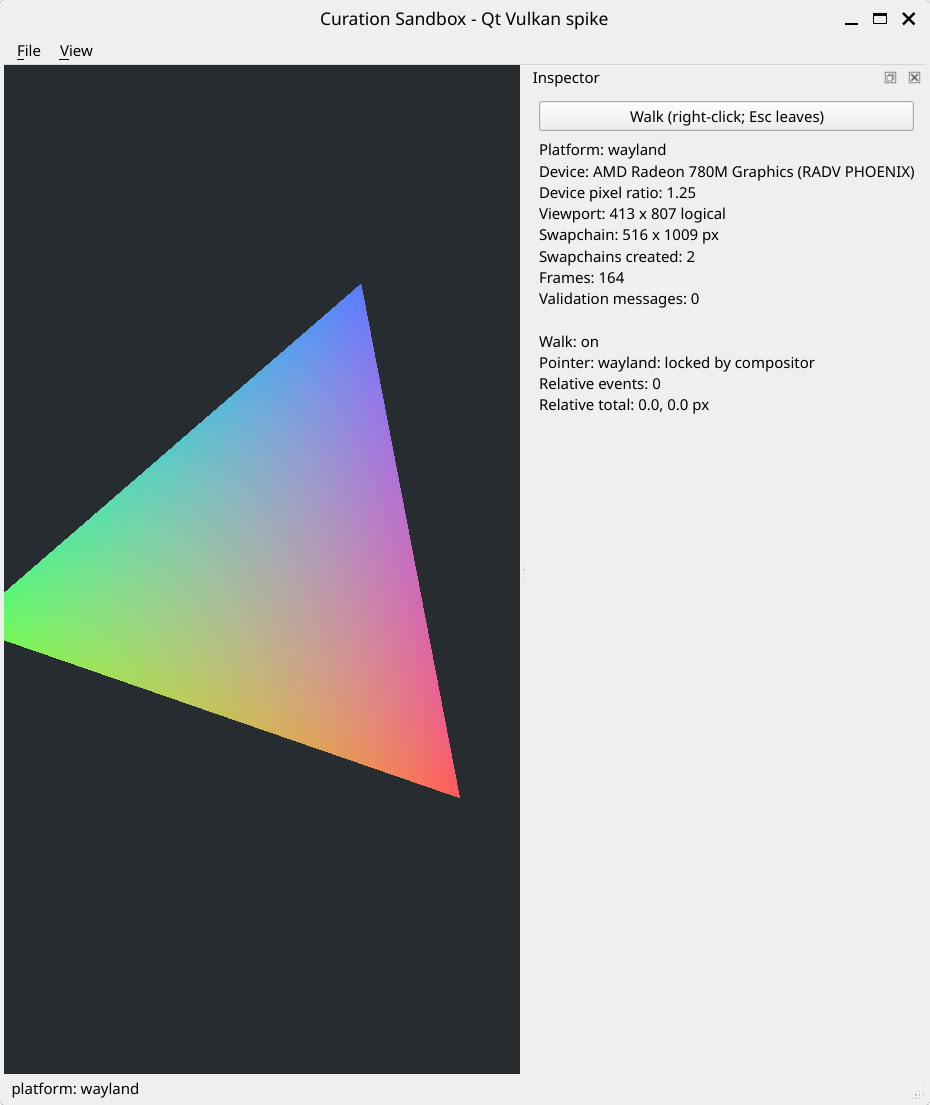 Curation Sandbox - Qt Vulkan spike
File View
Inspector
Walk (right-click; Esc leaves)
Platform: wayland
Device: AMD Radeon 780M Graphics (RADV PHOENIX)
Device pixel ratio: 1.25
Viewport: 413 x 807 logical
Swapchain: 516 x 1009 px
Swapchains created: 2
Frames: 164
Validation messages: 0
Walk: on
Pointer: wayland: locked by compositor
Relative events: 0
Relative total: 0.0, 0.0 px
platform: wayland